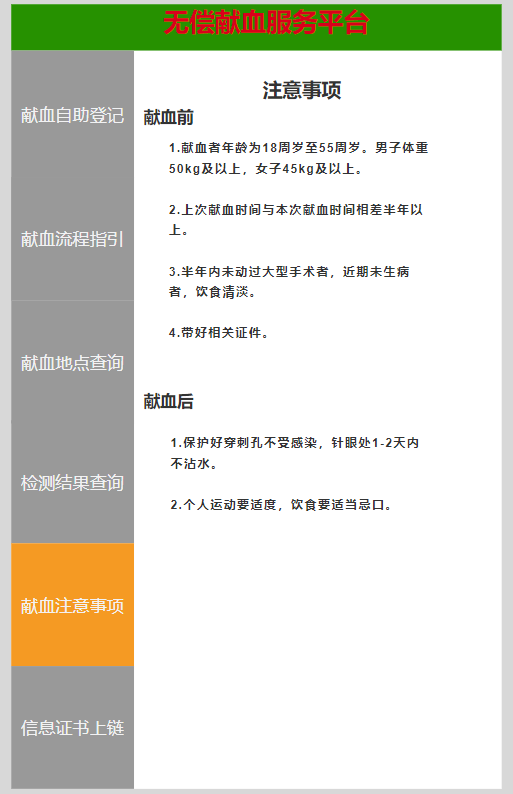 无偿献血服务平台
献血自助登记
献血流程指引
献血地点查询
检测结果查询
献血注意事项
信息证书上链
注意事项
献血前
1.献血者年龄为18周岁至55周岁。男子体重
50kg及以上，女子45kg及以上。
2.上次献血时间与本次献血时间相差半年以
上。
3.半年内未动过大型手术者，近期未生病
者，饮食清淡。
4.带好相关证件。
献血后
1.保护好穿刺孔不受感染，针眼处1-2天内
不沾水。
2.个人运动要适度，饮食要适当忌口。